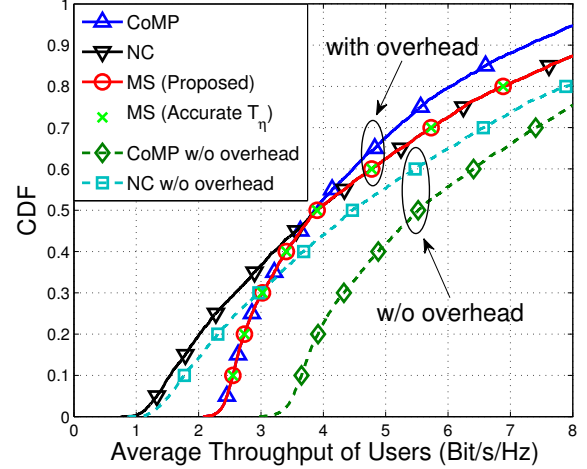 1
0.9
0.8
0.7
0.6
0.5
0.4
0.3
0.2
0.1
0
CDF
CoMP
NC
MS (Proposed)
MS (Accurate T_η)
CoMP w/o overhead
NC w/o overhead
with overhead
w/o overhead
0 1 2 3 4 5 6 7 8
Average Throughput of Users (Bit/s/Hz)